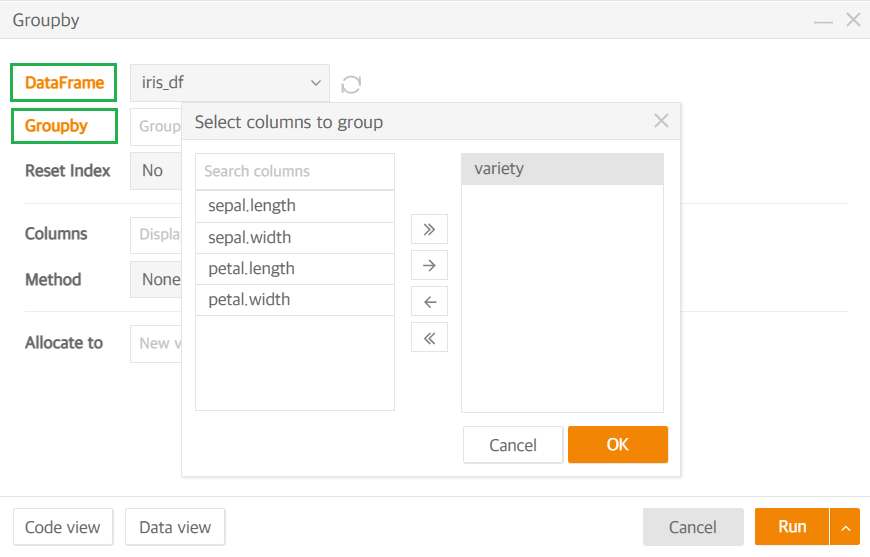 Groupby
DataFrame iris_df
Groupby Group
Select columns to group
Reset Index No
Search columns
sepal.length
sepal.width
petal.length
petal.width
variety
Columns Displa
Method None
Allocate to New v
Cancel OK
Code view Data view Cancel Run